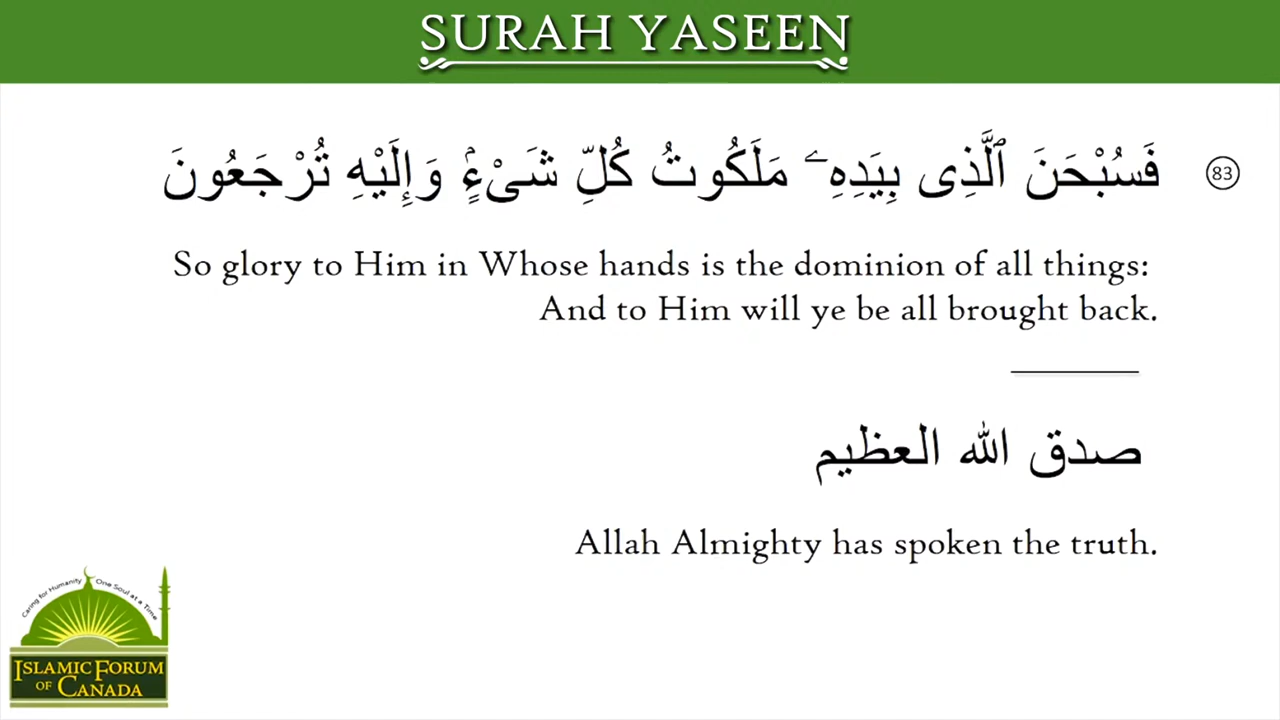 SURAH YASEEN
فَسُبْحَـٰنَ ٱلَّذِى بِيَدِهِۦ مَلَكُوتُ كُلِّ شَىْءٍۢ وَإِلَيْهِ تُرْجَعُونَ 83
So glory to Him in Whose hands is the dominion of all things:
And to Him will ye be all brought back.
صدق الله العظيم
Allah Almighty has spoken the truth.
Caring for Humanity One Soul at a Time
ISLAMIC FORUM
OF CANADA